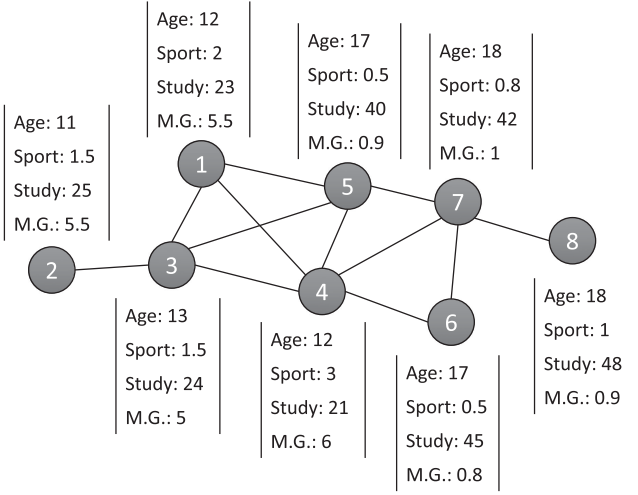 Age: 12
Sport: 2
Study: 23
M.G.: 5.5
Age: 17
Sport: 0.5
Study: 40
M.G.: 0.9
Age: 18
Sport: 0.8
Study: 42
M.G.: 1
Age: 11
Sport: 1.5
Study: 25
M.G.: 5.5
1
5
7
8
2
3
4
6
Age: 13
Sport: 1.5
Study: 24
M.G.: 5
Age: 12
Sport: 3
Study: 21
M.G.: 6
Age: 17
Sport: 0.5
Study: 45
M.G.: 0.8
Age: 18
Sport: 1
Study: 48
M.G.: 0.9